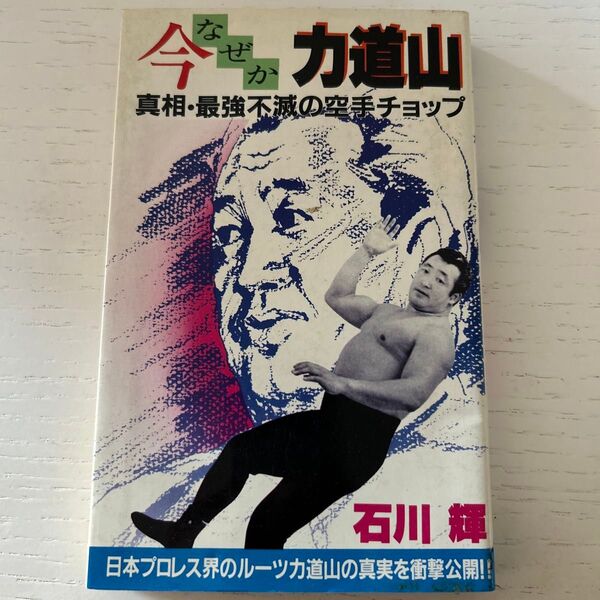 今なぜか 力道山
真相・最強不滅の空手チョップ
石川 輝
日本プロレス界のルーツ力道山の真実を衝撃公開!!